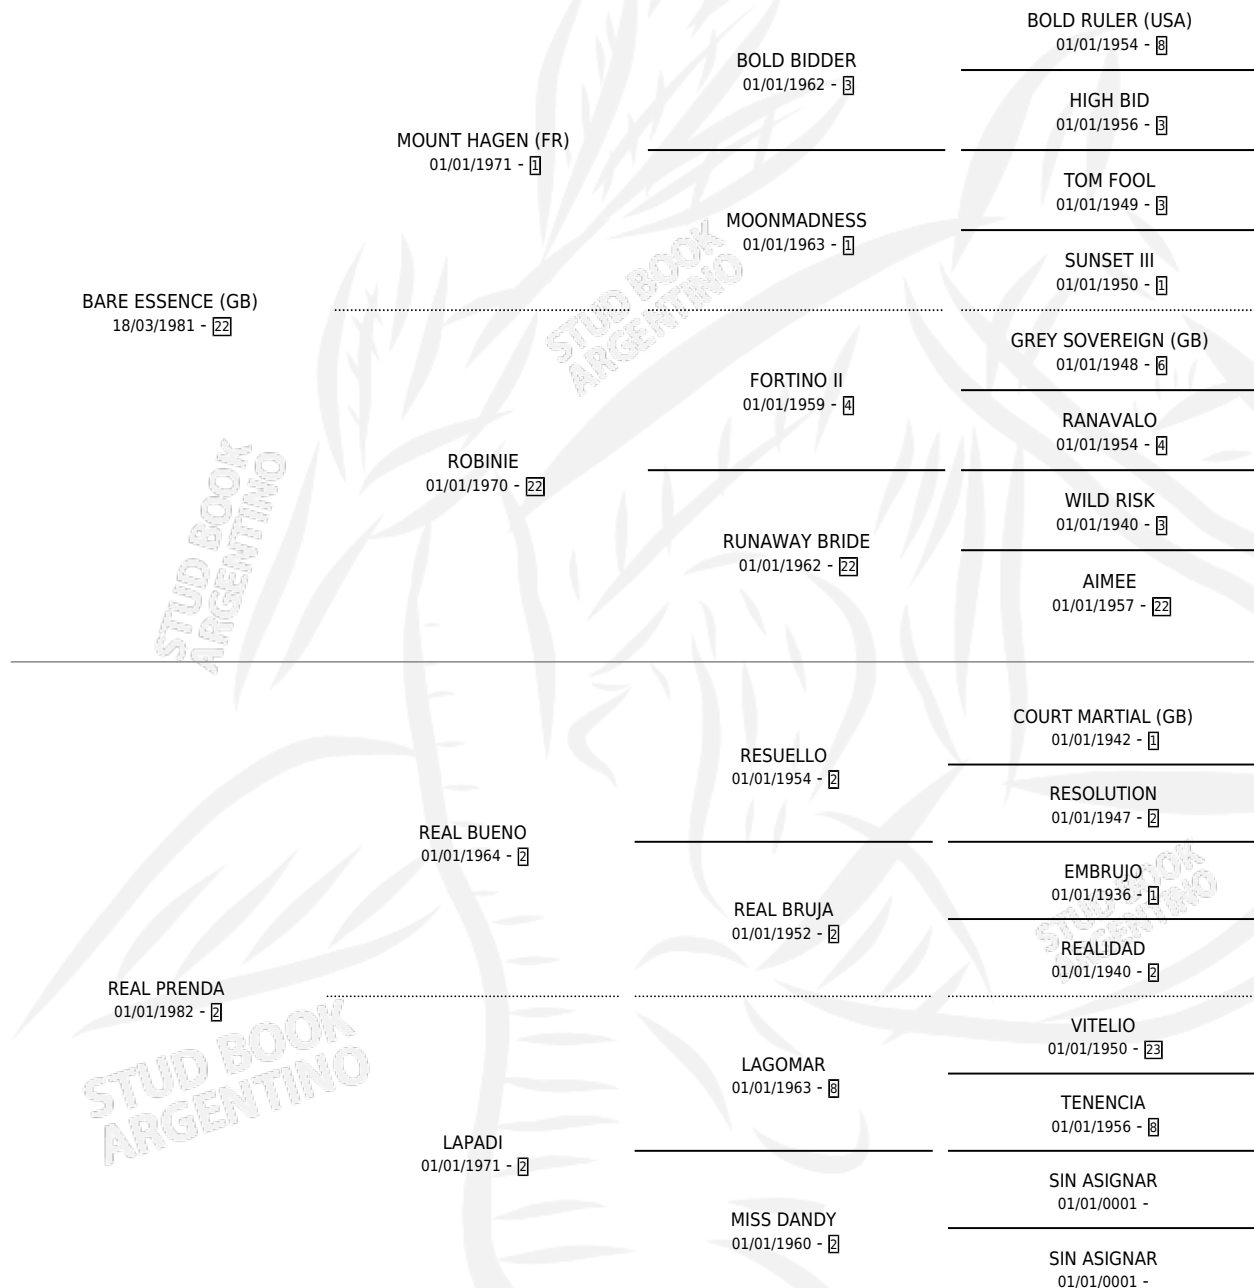 BOLD RULER (USA)
01/01/1954 - 8
BOLD BIDDER
01/01/1962 - 3
HIGH BID
01/01/1956 - 3
MOUNT HAGEN (FR)
01/01/1971 - 1
TOM FOOL
01/01/1949 - 3
MOONMADNESS
01/01/1963 - 1
SUNSET III
01/01/1950 - 1
BARE ESSENCE (GB)
18/03/1981 - 22
STUD BOOK
ARGENTINO
GREY SOVEREIGN (GB)
01/01/1948 - 6
FORTINO II
01/01/1959 - 4
RANAVALO
01/01/1954 - 4
ROBINIE
01/01/1970 - 22
WILD RISK
01/01/1940 - 3
RUNAWAY BRIDE
01/01/1962 - 22
AIMEE
01/01/1957 - 22
STUD BOOK
ARGENTINO
COURT MARTIAL (GB)
01/01/1942 - 1
RESUELLO
01/01/1954 - 2
RESOLUTION
01/01/1947 - 2
REAL BUENO
01/01/1964 - 2
EMBRUJO
01/01/1936 - 1
REAL BRUJA
01/01/1952 - 2
STUD BOOK
ARGENTINO
REALIDAD
01/01/1940 - 2
REAL PRENDA
01/01/1982 - 2
VITELIO
01/01/1950 - 23
LAGOMAR
01/01/1963 - 8
STUD BOOK
ARGENTINO
TENENCIA
01/01/1956 - 8
LAPADI
01/01/1971 - 2
SIN ASIGNAR
01/01/0001 -
MISS DANDY
01/01/1960 - 2
SIN ASIGNAR
01/01/0001 -